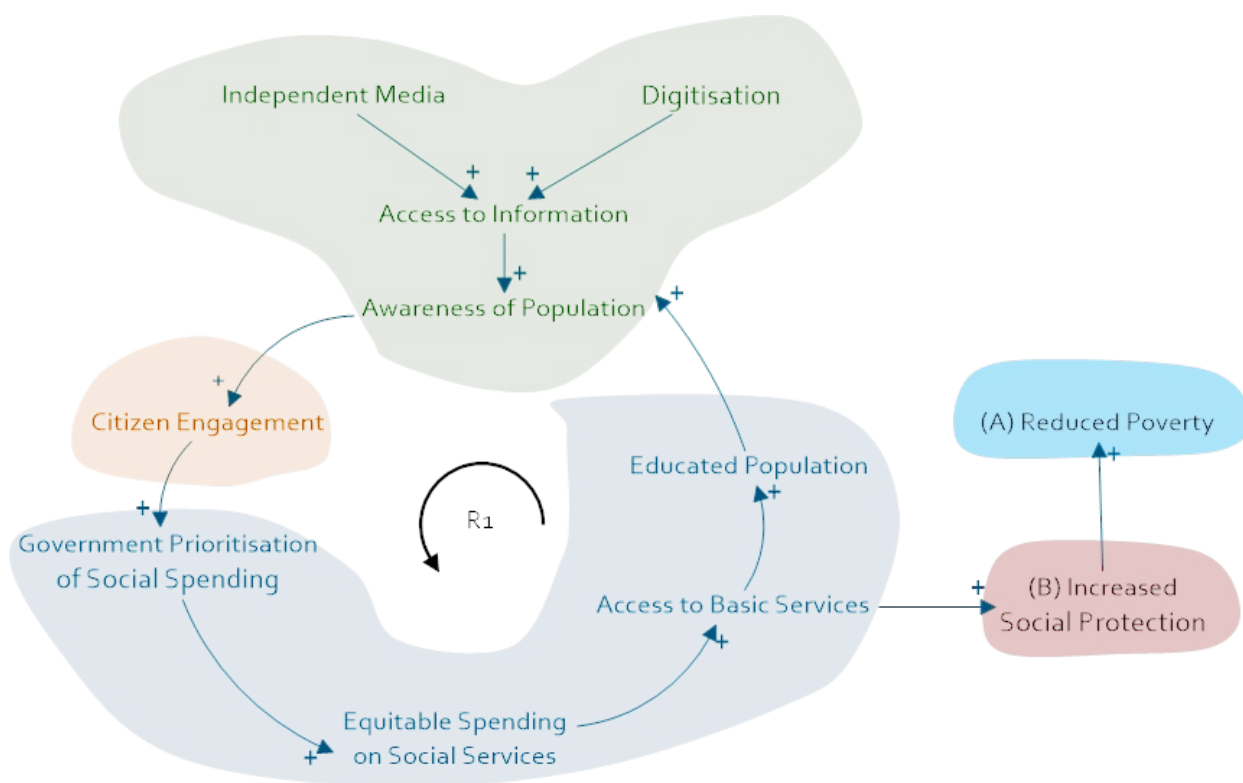 Independent Media
Digitisation
+
+
Access to Information
+
Awareness of Population
+
+
Citizen Engagement
(A) Reduced Poverty
+
Educated Population
+
+
R1
Government Prioritisation
of Social Spending
+
(B) Increased
Social Protection
Access to Basic Services
+
Equitable Spending
on Social Services
+